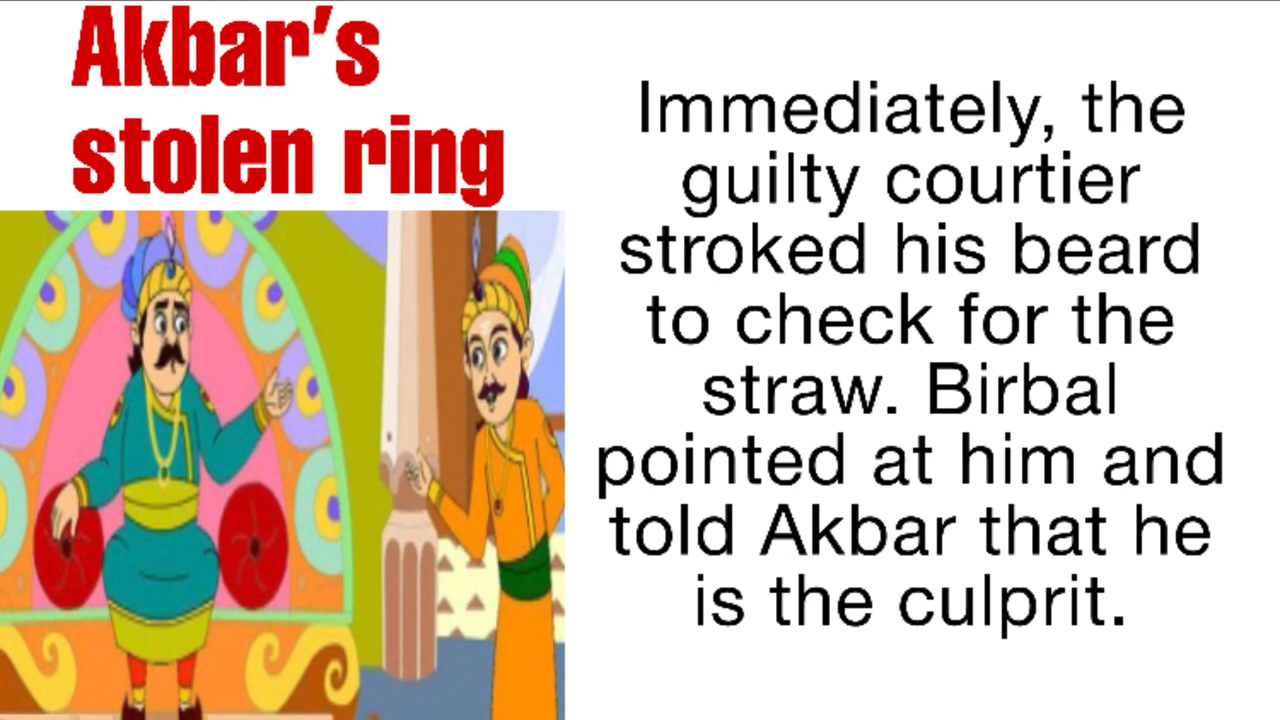 Akbar's
stolen ring
Immediately, the
guilty courtier
stroked his beard
to check for the
straw. Birbal
pointed at him and
told Akbar that he
is the culprit.